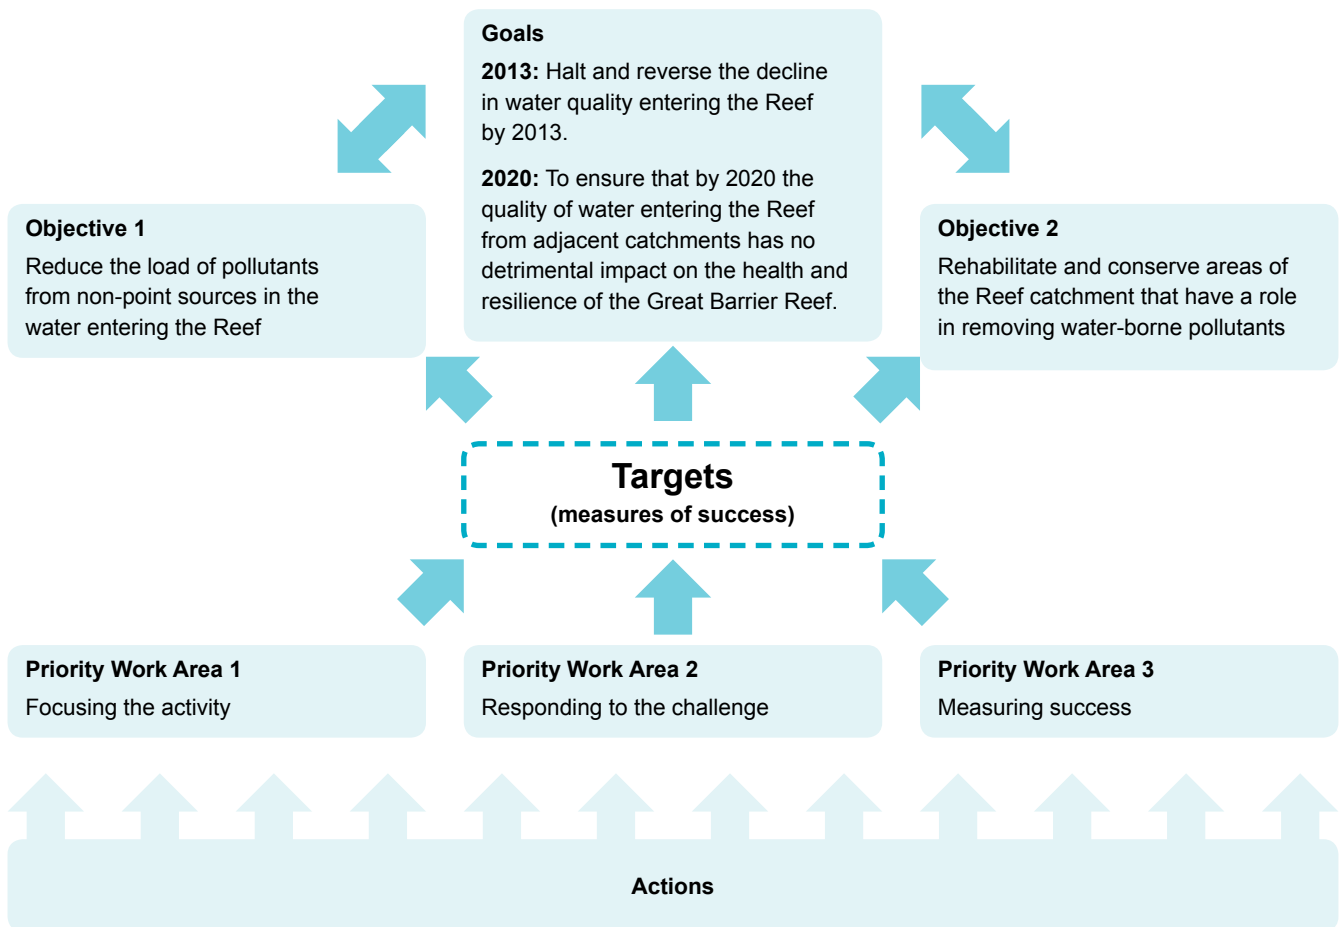 Goals
2013: Halt and reverse the decline
in water quality entering the Reef
by 2013.
2020: To ensure that by 2020 the
quality of water entering the Reef
from adjacent catchments has no
detrimental impact on the health and
resilience of the Great Barrier Reef.
Objective 1
Reduce the load of pollutants
from non-point sources in the
water entering the Reef
Objective 2
Rehabilitate and conserve areas of
the Reef catchment that have a role
in removing water-borne pollutants
Targets
(measures of success)
Priority Work Area 1
Focusing the activity
Priority Work Area 2
Responding to the challenge
Priority Work Area 3
Measuring success
Actions